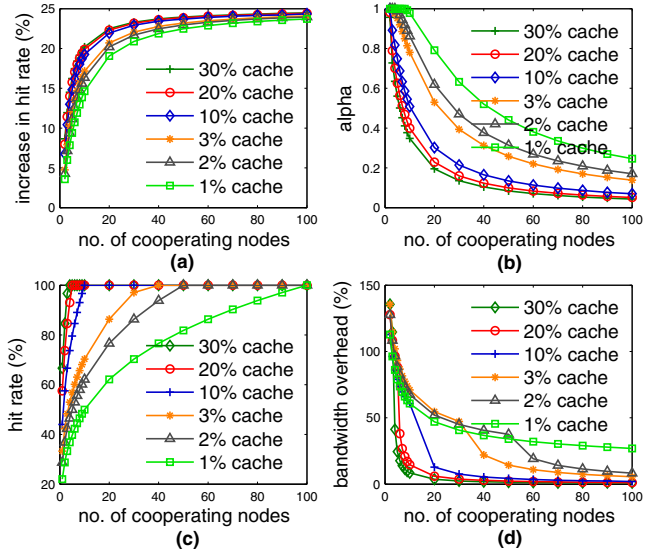 increase in hit rate (%)
25
20
15
10
5
0
0 20 40 60 80 100
no. of cooperating nodes
(a)
30% cache
20% cache
10% cache
3% cache
2% cache
1% cache
alpha
1
0.8
0.6
0.4
0.2
0
20 40 60 80 100
no. of cooperating nodes
(b)
30% cache
20% cache
10% cache
3% cache
2% cache
1% cache
hit rate (%)
100
80
60
40
20
0 20 40 60 80 100
no. of cooperating nodes
(c)
30% cache
20% cache
10% cache
3% cache
2% cache
1% cache
bandwidth overhead (%)
150
100
50
0
0 20 40 60 80 100
no. of cooperating nodes
(d)
30% cache
20% cache
10% cache
3% cache
2% cache
1% cache